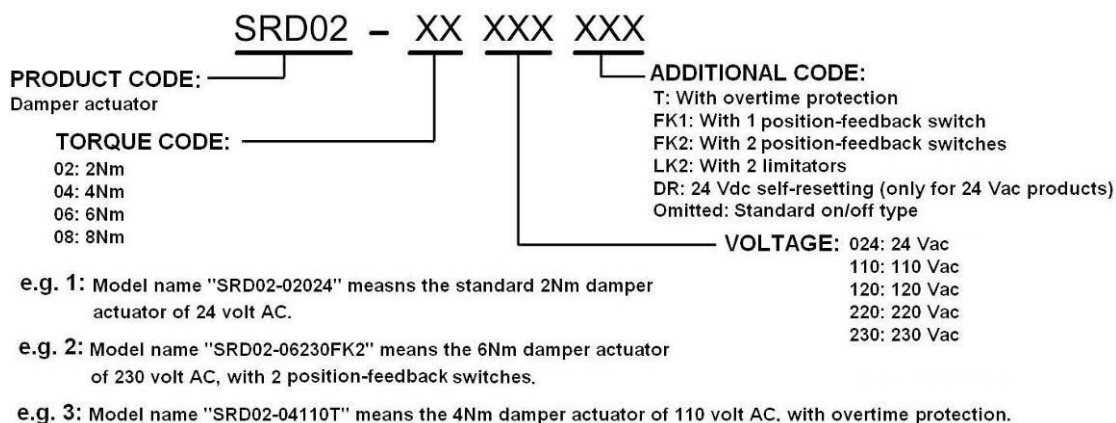 SRD02 – XX XXX XXX
PRODUCT CODE:
Damper actuator
TORQUE CODE:
02: 2Nm
04: 4Nm
06: 6Nm
08: 8Nm
ADDITIONAL CODE:
T: With overtime protection
FK1: With 1 position-feedback switch
FK2: With 2 position-feedback switches
LK2: With 2 limitators
DR: 24 Vdc self-resetting (only for 24 Vac products)
Omitted: Standard on/off type
VOLTAGE: 024: 24 Vac
110: 110 Vac
120: 120 Vac
220: 220 Vac
230: 230 Vac
e.g. 1: Model name "SRD02-02024" measns the standard 2Nm damper
actuator of 24 volt AC.
e.g. 2: Model name "SRD02-06230FK2" means the 6Nm damper actuator
of 230 volt AC, with 2 position-feedback switches.
e.g. 3: Model name "SRD02-04110T" means the 4Nm damper actuator of 110 volt AC, with overtime protection.